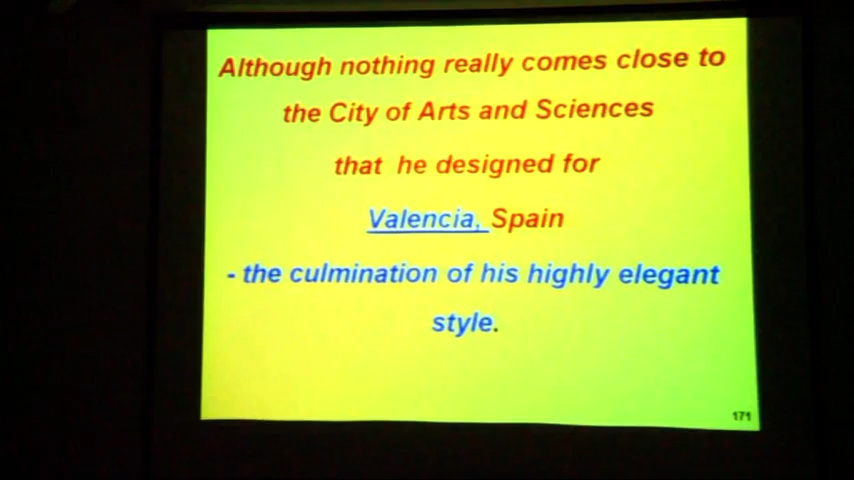 Although nothing really comes close to
the City of Arts and Sciences
that he designed for
Valencia, Spain
- the culmination of his highly elegant
style.
171